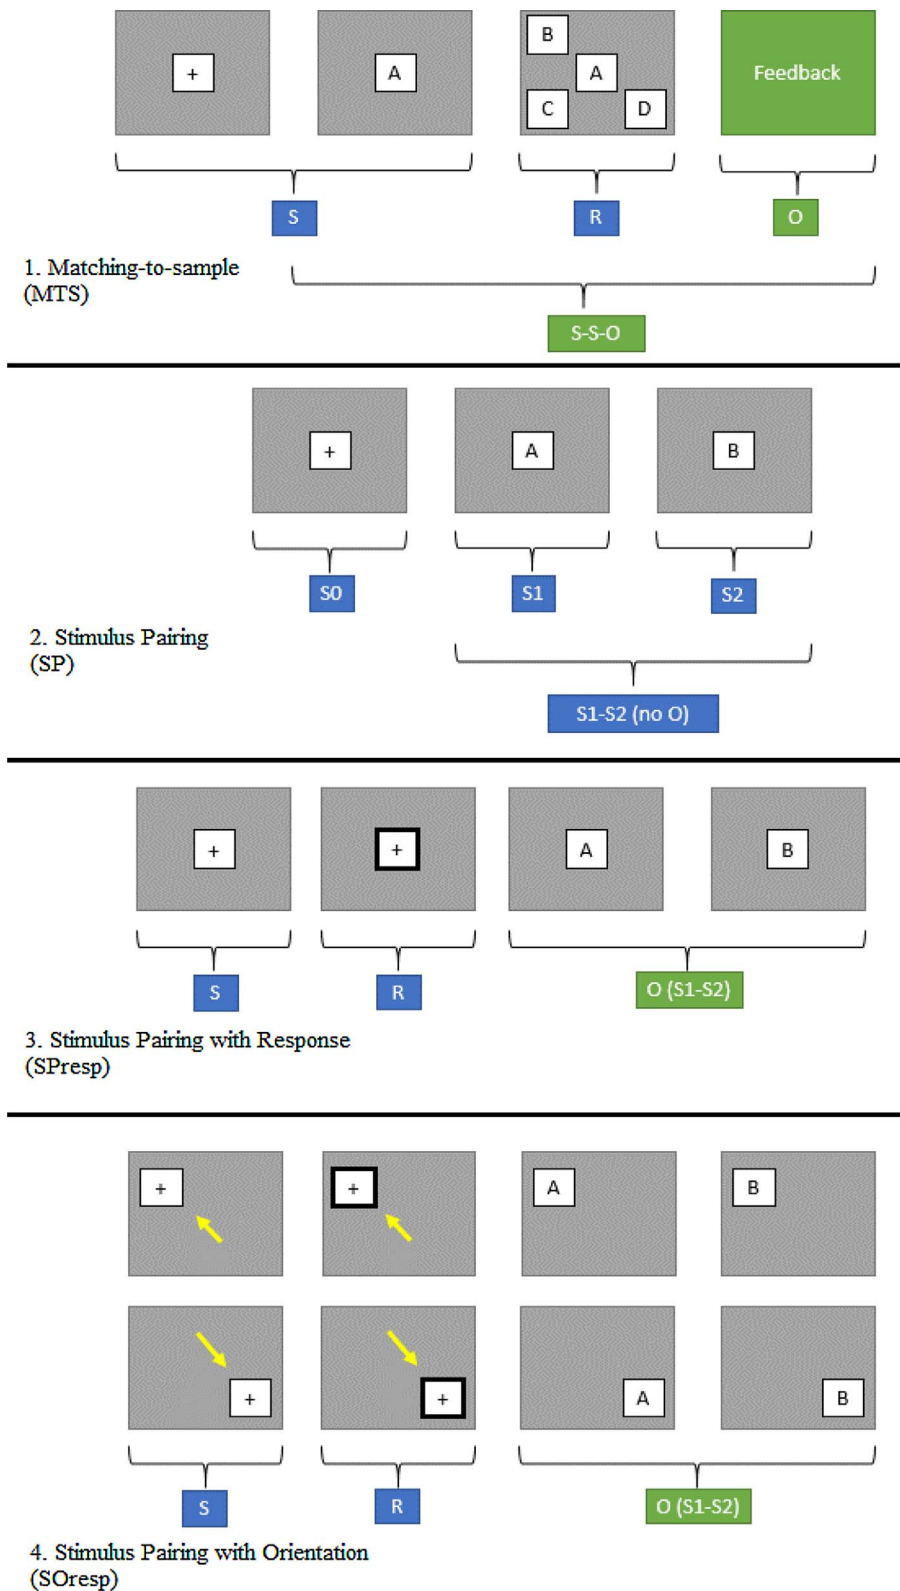 + A B A C D Feedback
S R O
1. Matching-to-sample
(MTS)
S-S-O
+ A B
S0 S1 S2
2. Stimulus Pairing
(SP)
S1-S2 (no O)
+ + A B
S R O (S1-S2)
3. Stimulus Pairing with Response
(SPresp)
+ + A B
+ + A B
S R O (S1-S2)
4. Stimulus Pairing with Orientation
(SOresp)